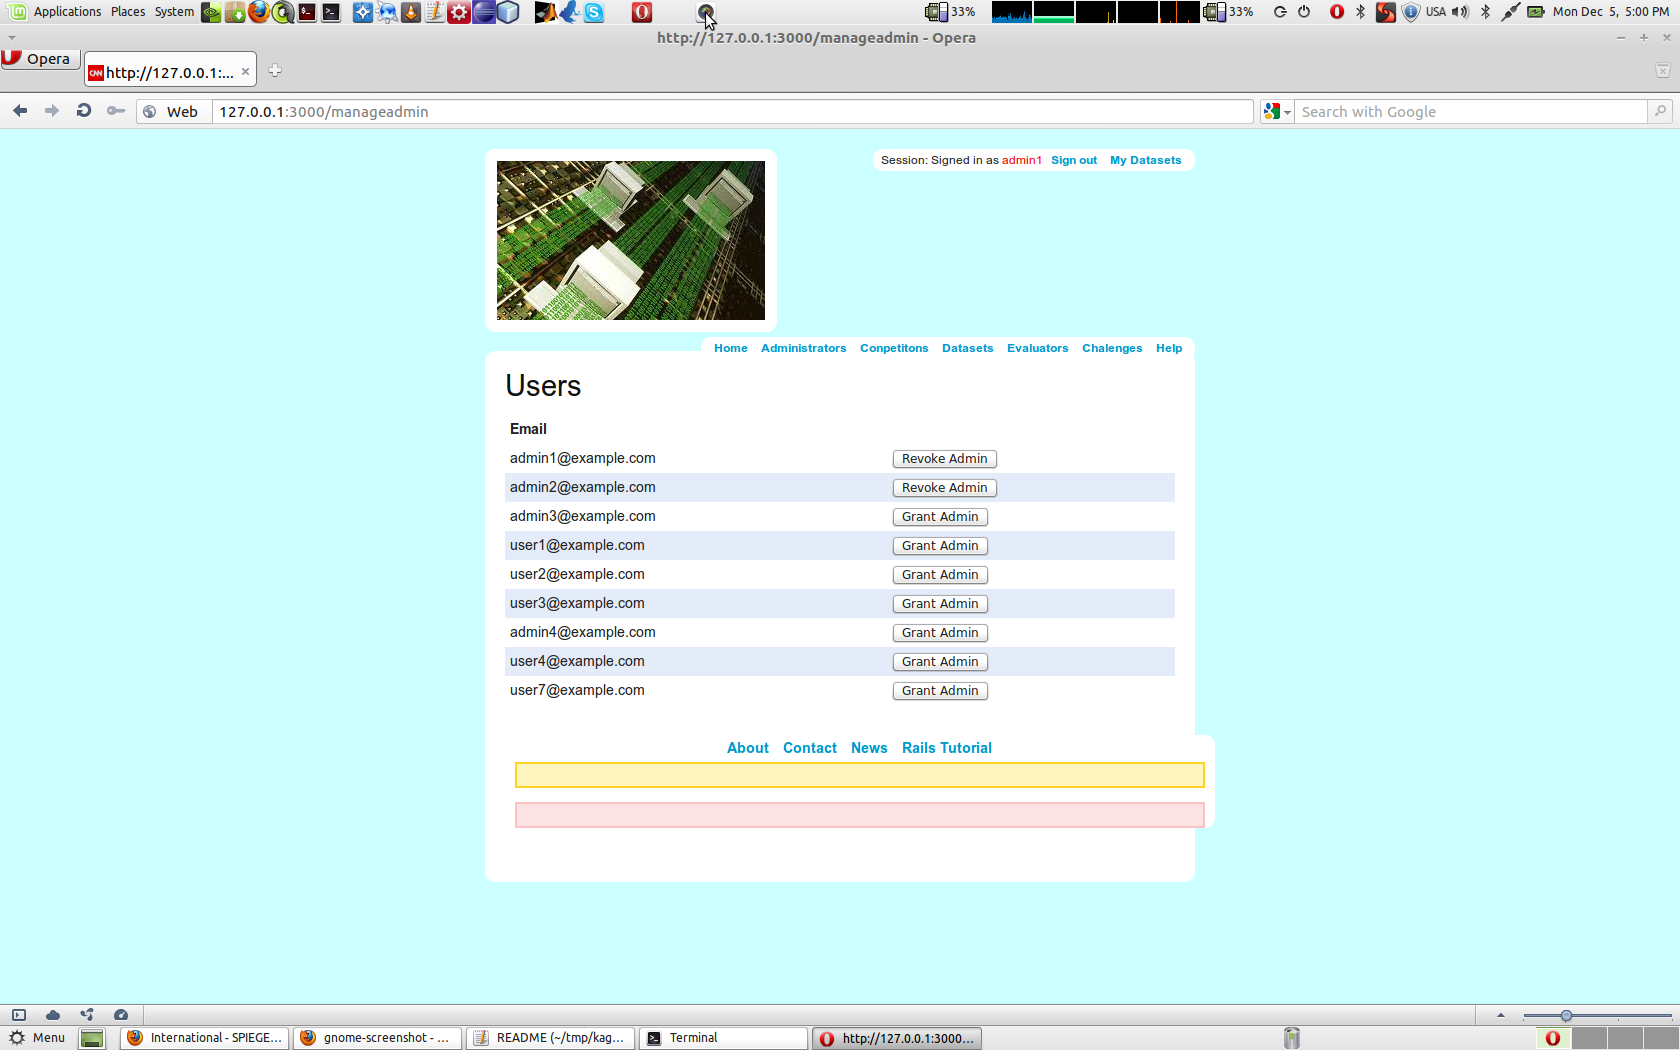 Applications Places System 33% 33% USA Mon Dec 5, 5:00 PM
http://127.0.0.1:3000/manageadmin - Opera
Opera CNN http://127.0.0.1:...
Web 127.0.0.1:3000/manageadmin Search with Google
Session: Signed in as admin1 Sign out My Datasets
Home Administrators Conpetitons Datasets Evaluators Chalenges Help
Users
Email
admin1@example.com Revoke Admin
admin2@example.com Revoke Admin
admin3@example.com Grant Admin
user1@example.com Grant Admin
user2@example.com Grant Admin
user3@example.com Grant Admin
admin4@example.com Grant Admin
user4@example.com Grant Admin
user7@example.com Grant Admin
About Contact News Rails Tutorial
Menu International - SPIEGE... gnome-screenshot - ... README (~/tmp/kag... Terminal http://127.0.0.1:3000...